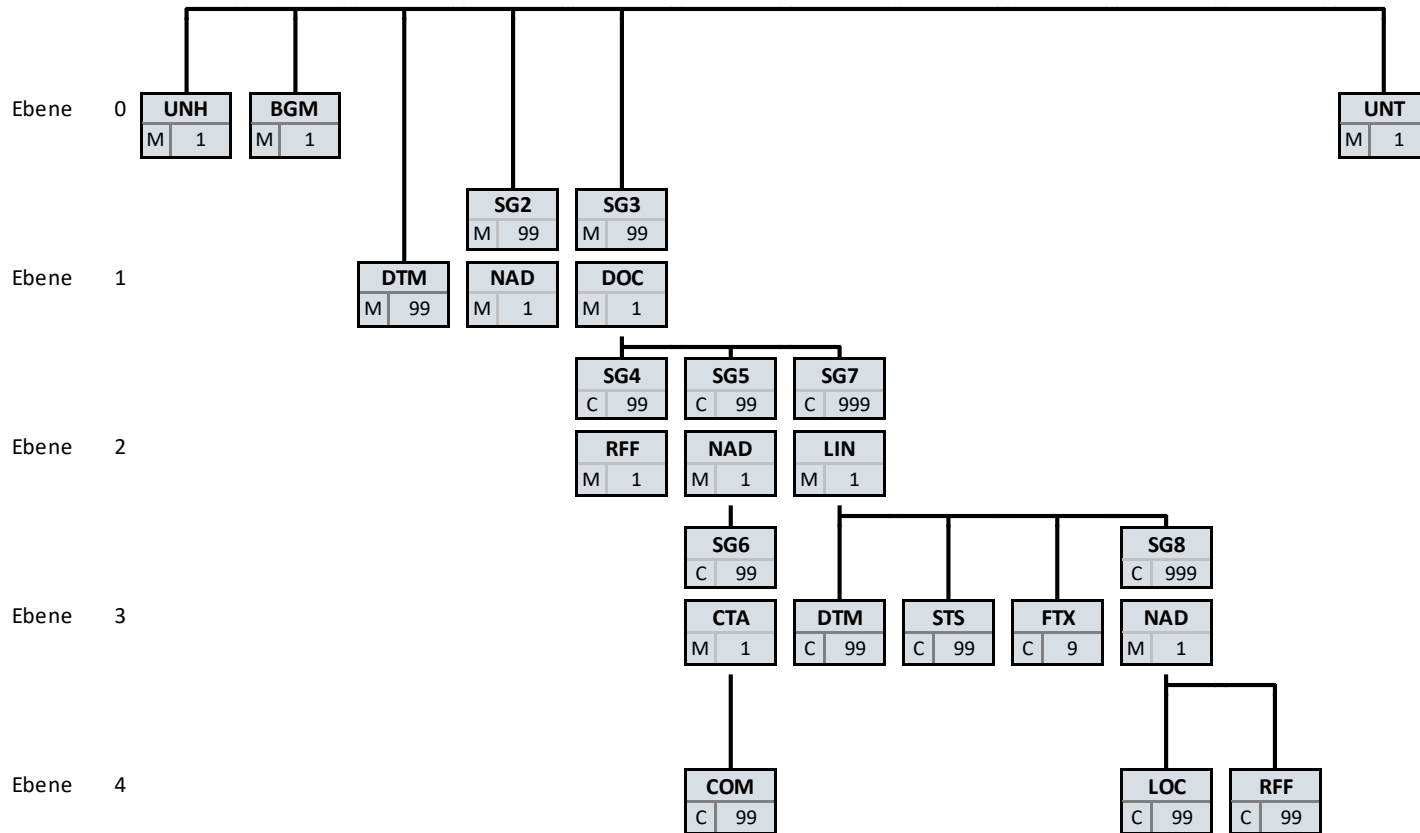 Ebene 0 UNH BGM UNT
M 1 M 1 M 1
SG2 SG3
M 99 M 99
Ebene 1 DTM NAD DOC
M 99 M 1 M 1
SG4 SG5 SG7
C 99 C 99 C 999
Ebene 2 RFF NAD LIN
M 1 M 1 M 1
SG6 SG8
C 99 C 999
Ebene 3 CTA DTM STS FTX NAD
M 1 C 99 C 99 C 9 M 1
Ebene 4 COM LOC RFF
C 99 C 99 C 99